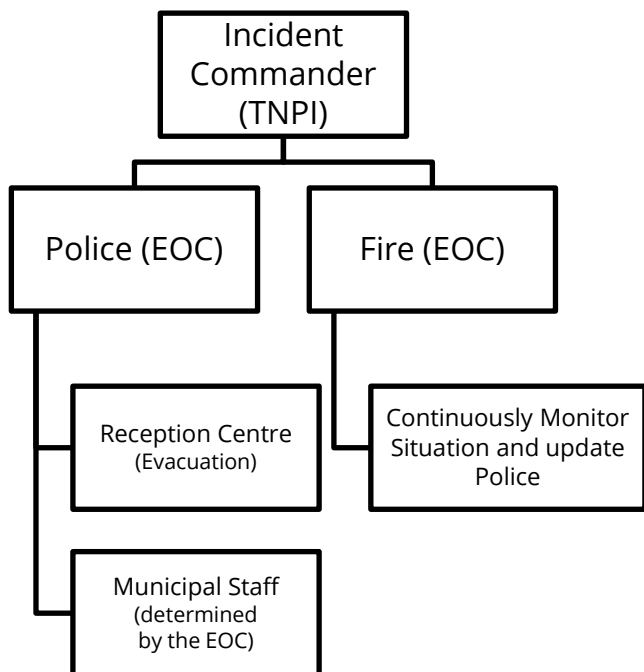 Incident
Commander
(TNPI)
Police (EOC)
Fire (EOC)
Reception Centre
(Evacuation)
Continuously Monitor
Situation and update
Police
Municipal Staff
(determined
by the EOC)